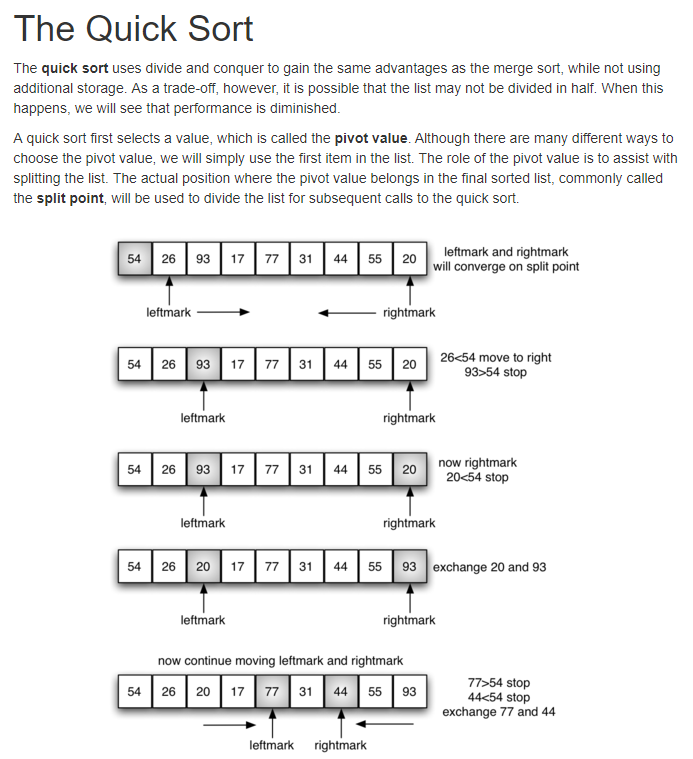 The Quick Sort
The quick sort uses divide and conquer to gain the same advantages as the merge sort, while not using
additional storage. As a trade-off, however, it is possible that the list may not be divided in half. When this
happens, we will see that performance is diminished.
A quick sort first selects a value, which is called the pivot value. Although there are many different ways to
choose the pivot value, we will simply use the first item in the list. The role of the pivot value is to assist with
splitting the list. The actual position where the pivot value belongs in the final sorted list, commonly called
the split point, will be used to divide the list for subsequent calls to the quick sort.
54 26 93 17 77 31 44 55 20
leftmark and rightmark
will converge on split point
leftmark rightmark
54 26 93 17 77 31 44 55 20
26<54 move to right
93>54 stop
leftmark rightmark
54 26 93 17 77 31 44 55 20
now rightmark
20<54 stop
leftmark rightmark
54 26 20 17 77 31 44 55 93 exchange 20 and 93
leftmark rightmark
now continue moving leftmark and rightmark
54 26 20 17 77 31 44 55 93
77>54 stop
44<54 stop
exchange 77 and 44
leftmark rightmark